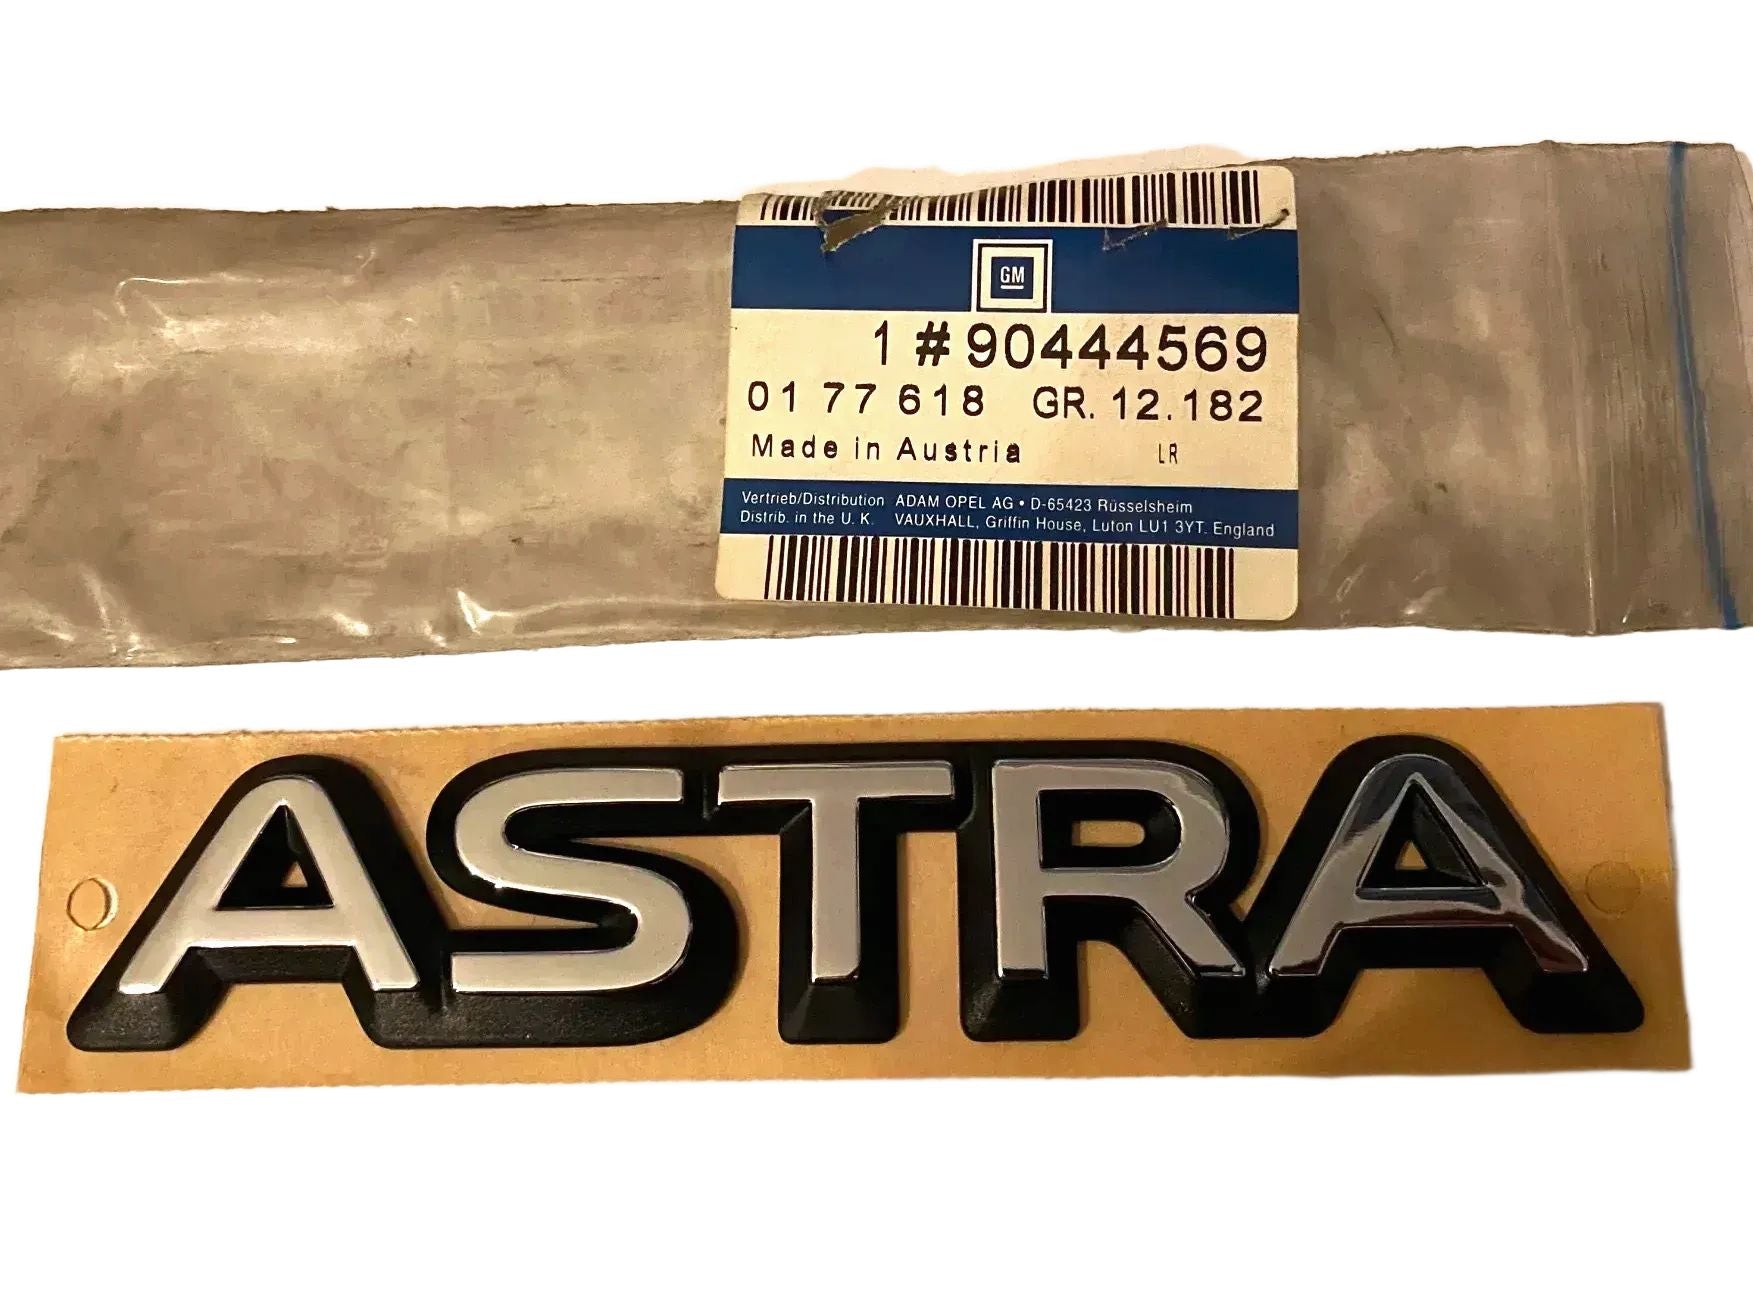 GM
1 # 90444569
01 77 618 GR. 12.182
Made in Austria LR
Vertrieb/Distribution ADAM OPEL AG • D-65423 Rüsselsheim
Distrib. in the U. K. VAUXHALL, Griffin House, Luton LU1 3YT. England
ASTRA